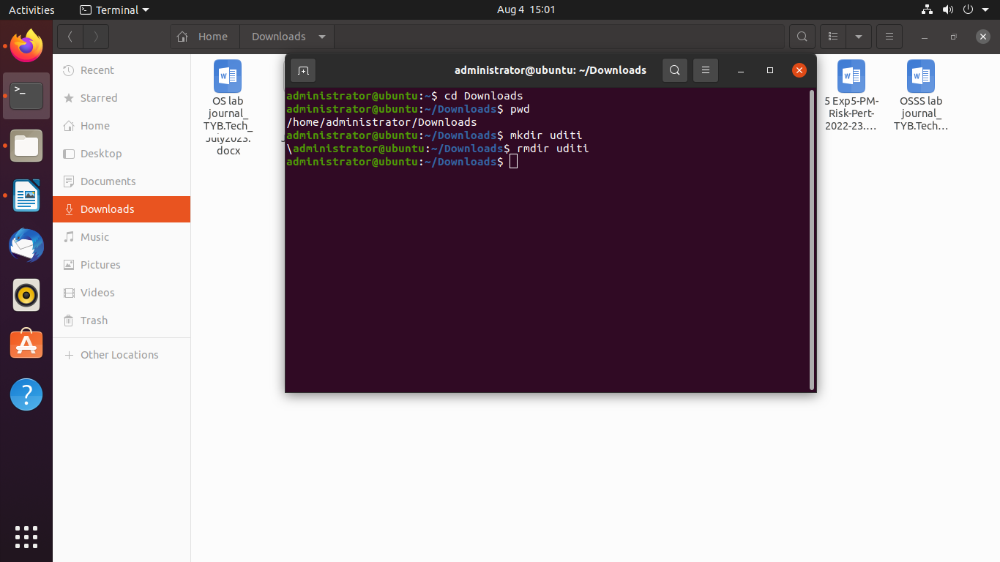 Activities
Terminal
Aug 4 15:01
Home
Downloads
Recent
Starred
Home
Desktop
Documents
Downloads
Music
Pictures
Videos
Trash
Other Locations
OS lab
journal_
TYB.Tech_
July2023.
docx
administrator@ubuntu: ~/Downloads
administrator@ubuntu:~$ cd Downloads
administrator@ubuntu:~/Downloads$ pwd
/home/administrator/Downloads
administrator@ubuntu:~/Downloads$ mkdir uditi
\administrator@ubuntu:~/Downloads$ rmdir uditi
administrator@ubuntu:~/Downloads$
5 Exp5-PM-
Risk-Pert-
2022-23....
OSSS lab
journal_
TYB.Tech...